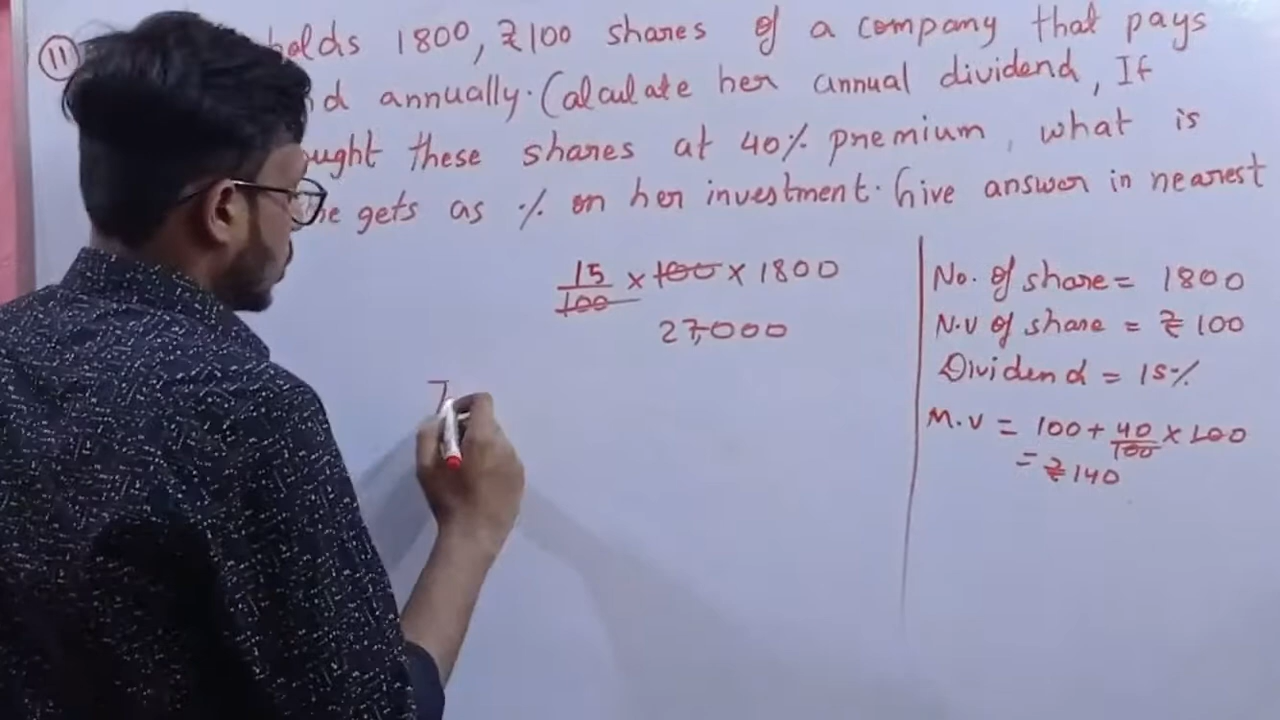 11 holds 1800, ₹100 shares of a company that pays
d annually. Calculate her annual dividend, If
ught these shares at 40% premium, what is
he gets as % on her investment. Give answer in nearest
15/100 × 100 × 1800
27,000
No. of share = 1800
N.V of share = ₹100
Dividend = 15%
M.V = 100 + 40/100 × 100
= ₹140